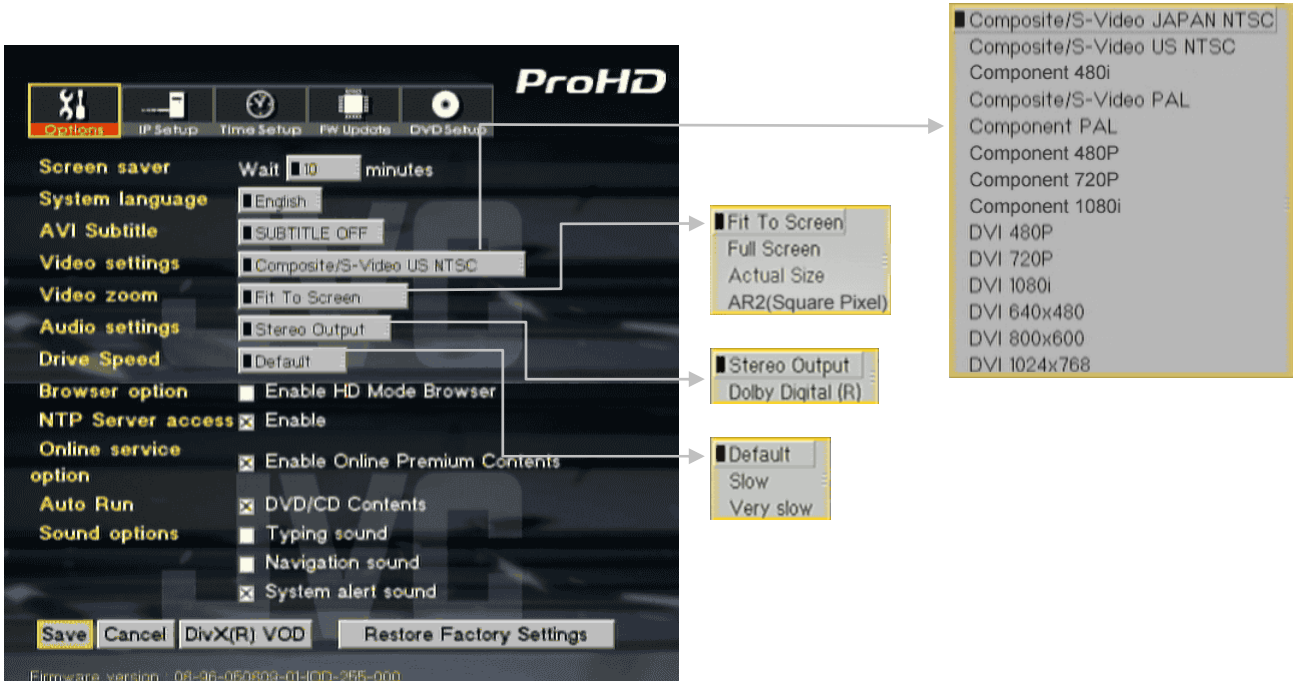 ProHD
Options IP Setup Time Setup FW Update DVD Setup
Screen saver Wait 10 minutes
System language English
AVI Subtitle SUBTITLE OFF
Video settings Composite/S-Video US NTSC
Video zoom Fit To Screen
Audio settings Stereo Output
Drive Speed Default
Browser option Enable HD Mode Browser
NTP Server access Enable
Online service
option Enable Online Premium Contents
Auto Run DVD/CD Contents
Sound options Typing sound
Navigation sound
System alert sound
Save Cancel DivX(R) VOD Restore Factory Settings
Firmware version : 08-96-050809-01-IOD-255-000
JVC
JVC
Fit To Screen
Full Screen
Actual Size
AR2(Square Pixel)
Stereo Output
Dolby Digital (R)
Default
Slow
Very slow
Composite/S-Video JAPAN NTSC
Composite/S-Video US NTSC
Component 480i
Composite/S-Video PAL
Component PAL
Component 480P
Component 720P
Component 1080i
DVI 480P
DVI 720P
DVI 1080i
DVI 640x480
DVI 800x600
DVI 1024x768